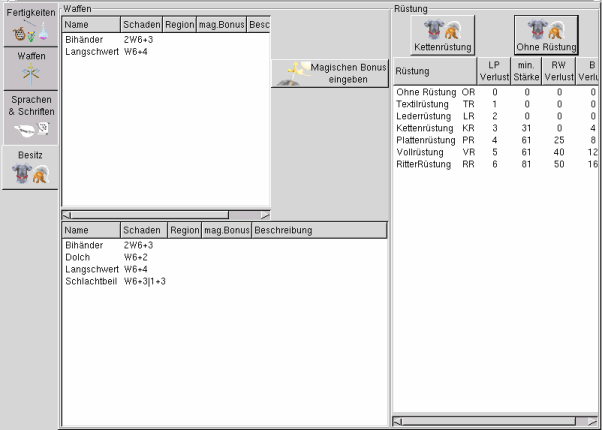 Fertigkeiten
Waffen
Sprachen
& Schriften
Besitz
Waffen
Name Schaden Region mag.Bonus Besc
Bihänder 2W6+3
Langschwert W6+4
Magischen Bonus
eingeben
Name Schaden Region mag.Bonus Beschreibung
Bihänder 2W6+3
Dolch W6+2
Langschwert W6+4
Schlachtbeil W6+3|1+3
Rüstung
Kettenrüstung
Ohne Rüstung
Rüstung LP Verlust min. Stärke RW Verlust B Verlu
Ohne Rüstung OR 0 0 0 0
Textilrüstung TR 1 0 0 0
Lederrüstung LR 2 0 0 0
Kettenrüstung KR 3 31 0 4
Plattenrüstung PR 4 61 25 8
Vollrüstung VR 5 61 40 12
RitterRüstung RR 6 81 50 16